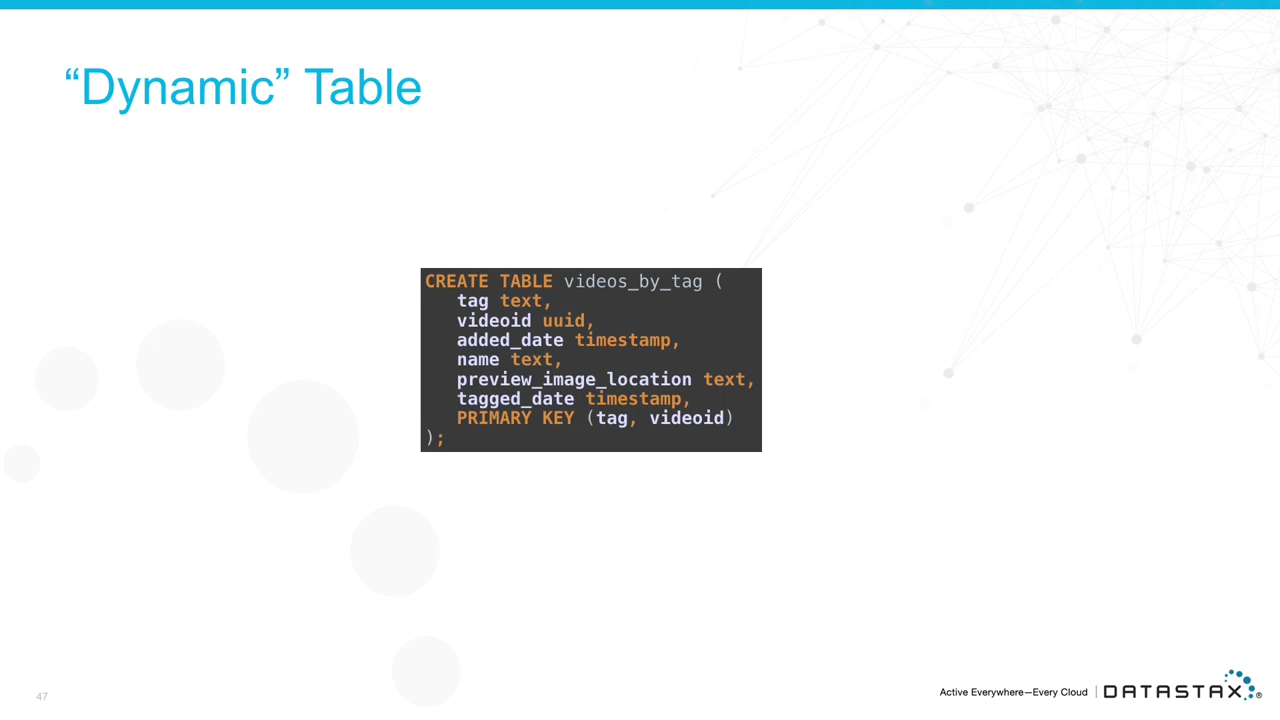 “Dynamic” Table
CREATE TABLE videos_by_tag (
tag text,
videoid uuid,
added_date timestamp,
name text,
preview_image_location text,
tagged_date timestamp,
PRIMARY KEY (tag, videoid)
);
47
Active Everywhere—Every Cloud | DATASTAX®